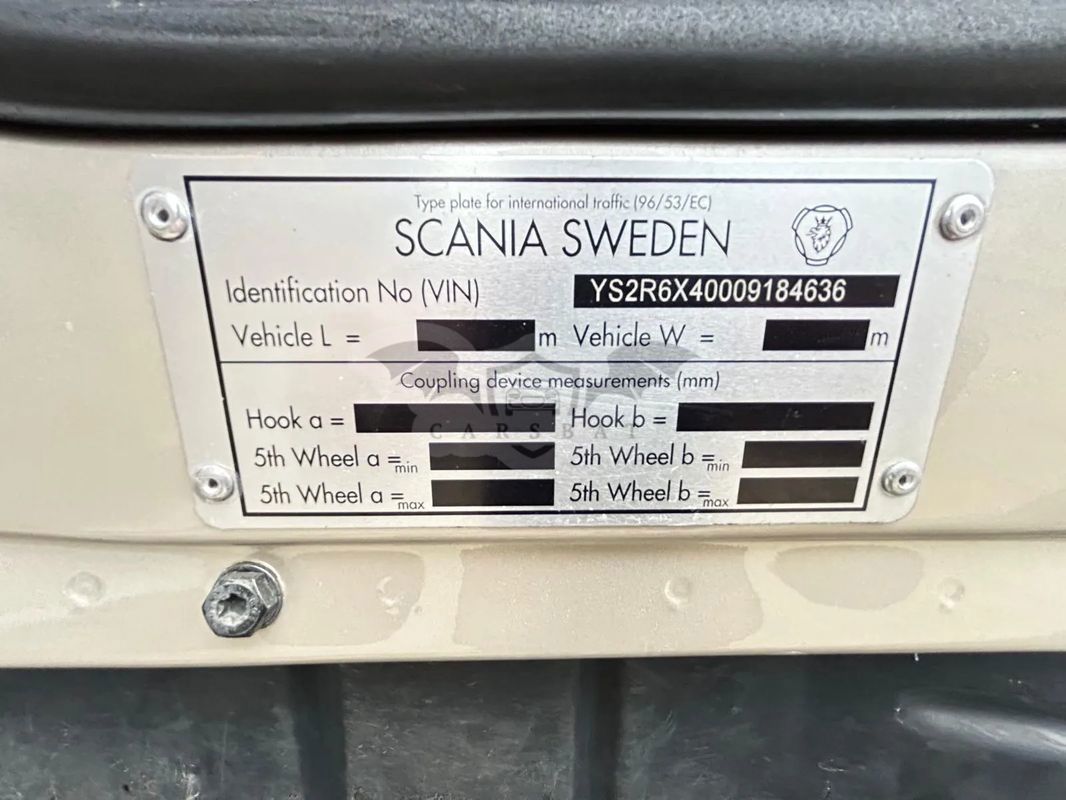 Type plate for international traffic (96/53/EC)
SCANIA SWEDEN
Identification No (VIN) YS2R6X40009184636
Vehicle L = m Vehicle W = m
Coupling device measurements (mm)
Hook a = Hook b =
CARSBAT
5th Wheel a =min 5th Wheel b =min
5th Wheel a =max 5th Wheel b =max